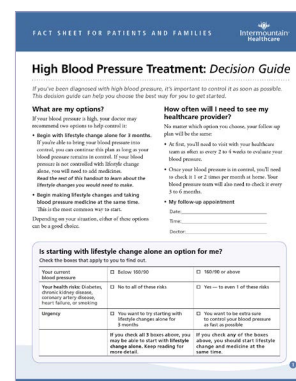 FACT SHEET FOR PATIENTS AND FAMILIES
Intermountain
Healthcare
High Blood Pressure Treatment: Decision Guide
If you've been diagnosed with high blood pressure, it's important to control it as soon as possible.
This decision guide can help you choose the best way for you to get started.
What are my options?
If your blood pressure is high, your doctor may
recommend two options to help control it:
• Begin with lifestyle change alone for 3 months.
If you're able to bring your blood pressure into
control, you can continue this plan as long as your
blood pressure remains in control. If your blood
pressure is not controlled with lifestyle change
alone, you will need to add medicines.
Read the rest of this handout to learn about the
lifestyle changes you would need to make.
• Begin making lifestyle changes and taking
blood pressure medicine at the same time.
This is the most common way to start.
Depending on your situation, either of these options
can be a good choice.
How often will I need to see my
healthcare provider?
No matter which option you choose, your follow-up
plan will be the same:
• At first, you'll need to visit with your healthcare
team as often as every 2 to 4 weeks to evaluate your
blood pressure.
• Once your blood pressure is in control, you'll need
to check it 1 or 2 times per month at home. Your
blood pressure team will also need to check it every
3 to 6 months.
• My follow-up appointment
Date:
Time:
Doctor:
Is starting with lifestyle change alone an option for me?
Check the boxes that apply to you to find out.
Your current
blood pressure
☐ Below 160/90
☐ 160/90 or above
Your health risks: Diabetes,
chronic kidney disease,
coronary artery disease,
heart failure, or smoking
☐ No to all of these risks
☐ Yes — to even 1 of these risks
Urgency
☐ You want to try starting with
lifestyle changes alone for
3 months
☐ You want to be extra sure
to control your blood pressure
as fast as possible
If you check all 3 boxes above, you
may be able to start with lifestyle
change alone. Keep reading for
more detail.
If you check any of the boxes
above, you should start lifestyle
change and medicine at the
same time.